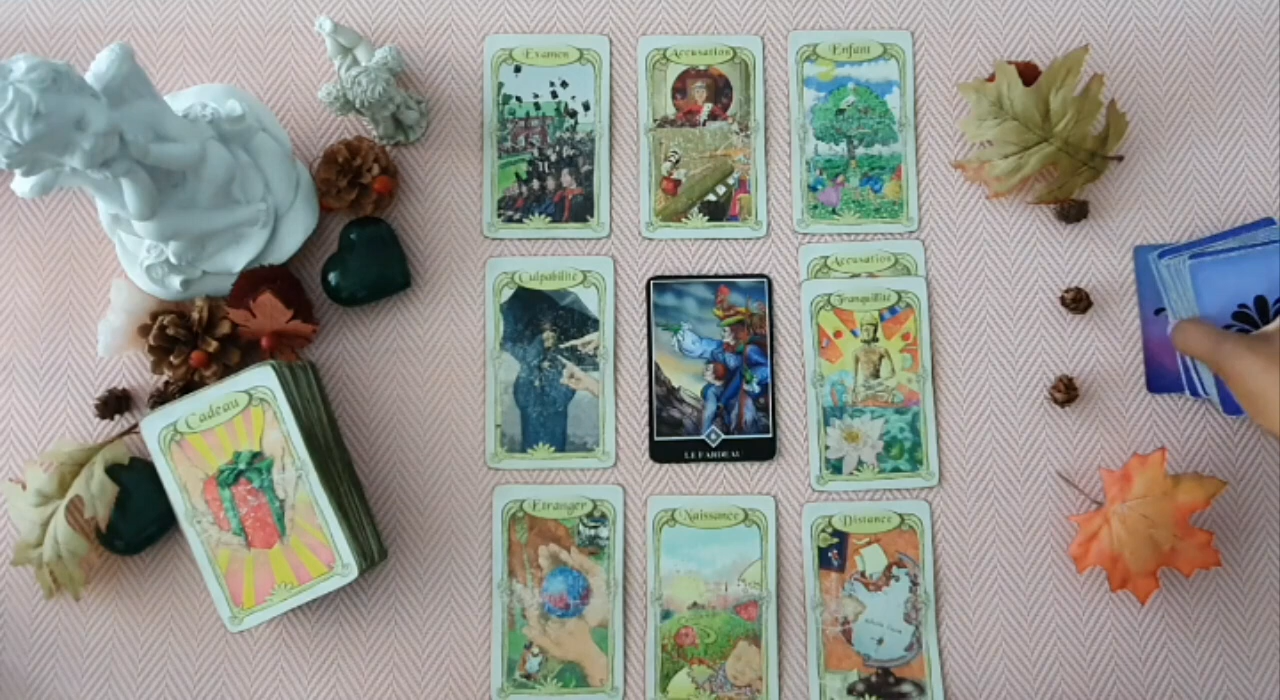 Examen
Accusation
Enfant
Culpabilité
Accusation
Tranquillité
LE FARDEAU
Cadeau
Etranger
Naissance
Distance